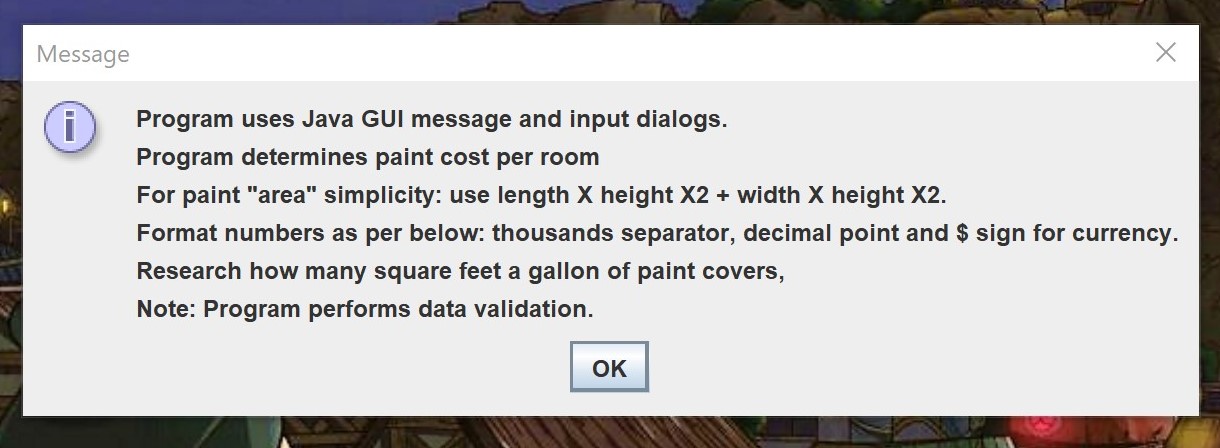 Message
Program uses Java GUI message and input dialogs.
Program determines paint cost per room
For paint "area" simplicity: use length X height X2 + width X height X2.
Format numbers as per below: thousands separator, decimal point and $ sign for currency.
Research how many square feet a gallon of paint covers,
Note: Program performs data validation.
OK